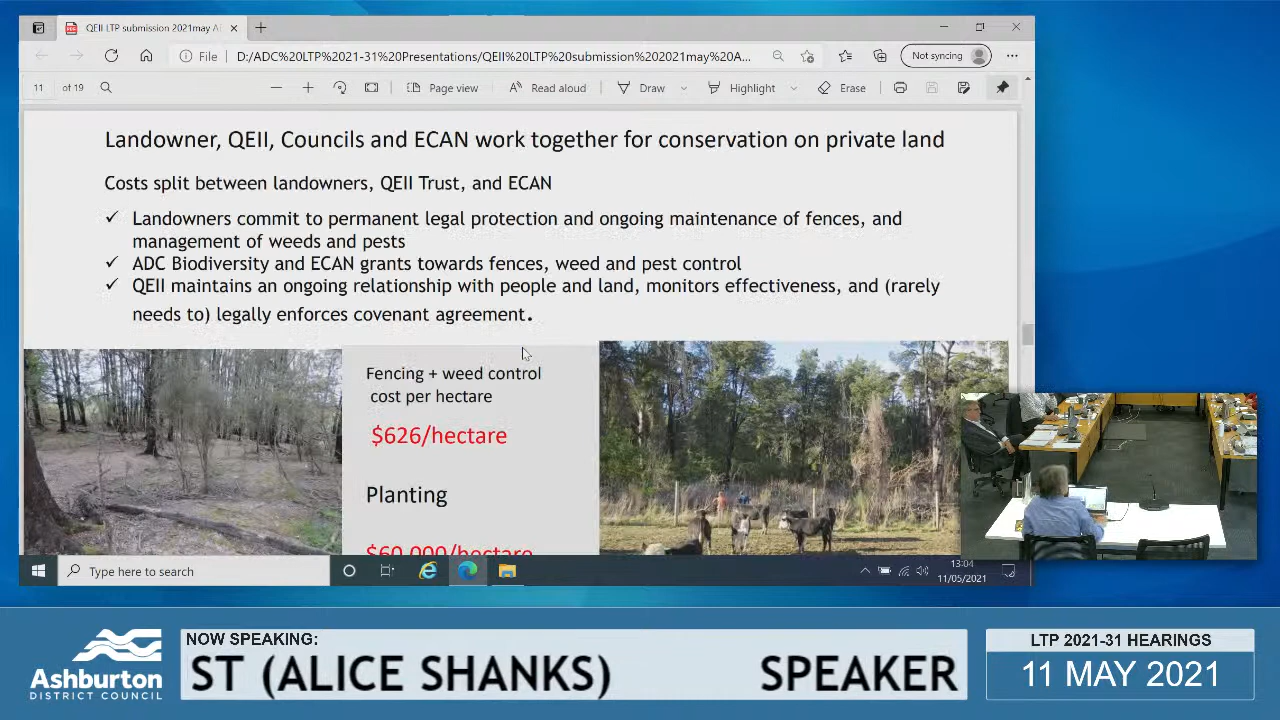 QEII LTP submission 2021may A
File
D:/ADC%20LTP%2021-31%20Presentations/QEII%20LTP%20submission%202021may%20A...
Not syncing
11 of 19
Page view
Read aloud
Draw
Highlight
Erase
Landowner, QEII, Councils and ECAN work together for conservation on private land
Costs split between landowners, QEII Trust, and ECAN
✓ Landowners commit to permanent legal protection and ongoing maintenance of fences, and
management of weeds and pests
✓ ADC Biodiversity and ECAN grants towards fences, weed and pest control
✓ QEII maintains an ongoing relationship with people and land, monitors effectiveness, and (rarely
needs to) legally enforces covenant agreement.
Fencing + weed control
cost per hectare
$626/hectare
Planting
$60,000/hectare
Type here to search
13:04
11/05/2021
Ashburton
DISTRICT COUNCIL
NOW SPEAKING:
ST (ALICE SHANKS) SPEAKER
LTP 2021-31 HEARINGS
11 MAY 2021